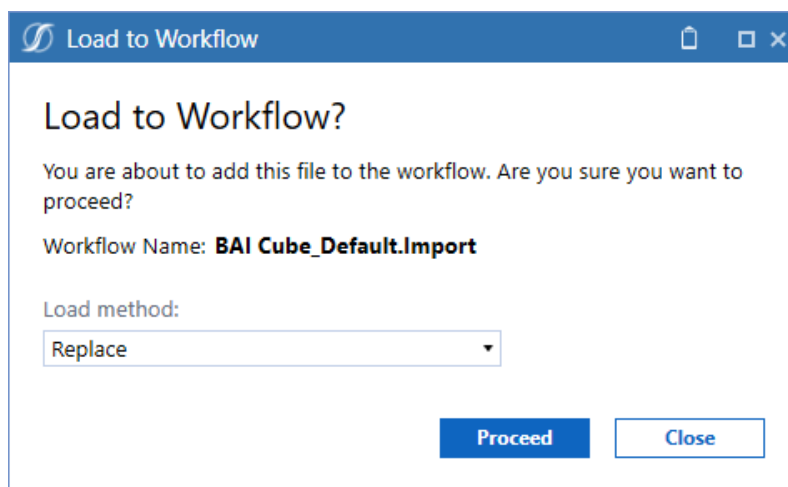 Load to Workflow
Load to Workflow?
You are about to add this file to the workflow. Are you sure you want to
proceed?
Workflow Name: BAI Cube_Default.Import
Load method:
Replace
Proceed Close